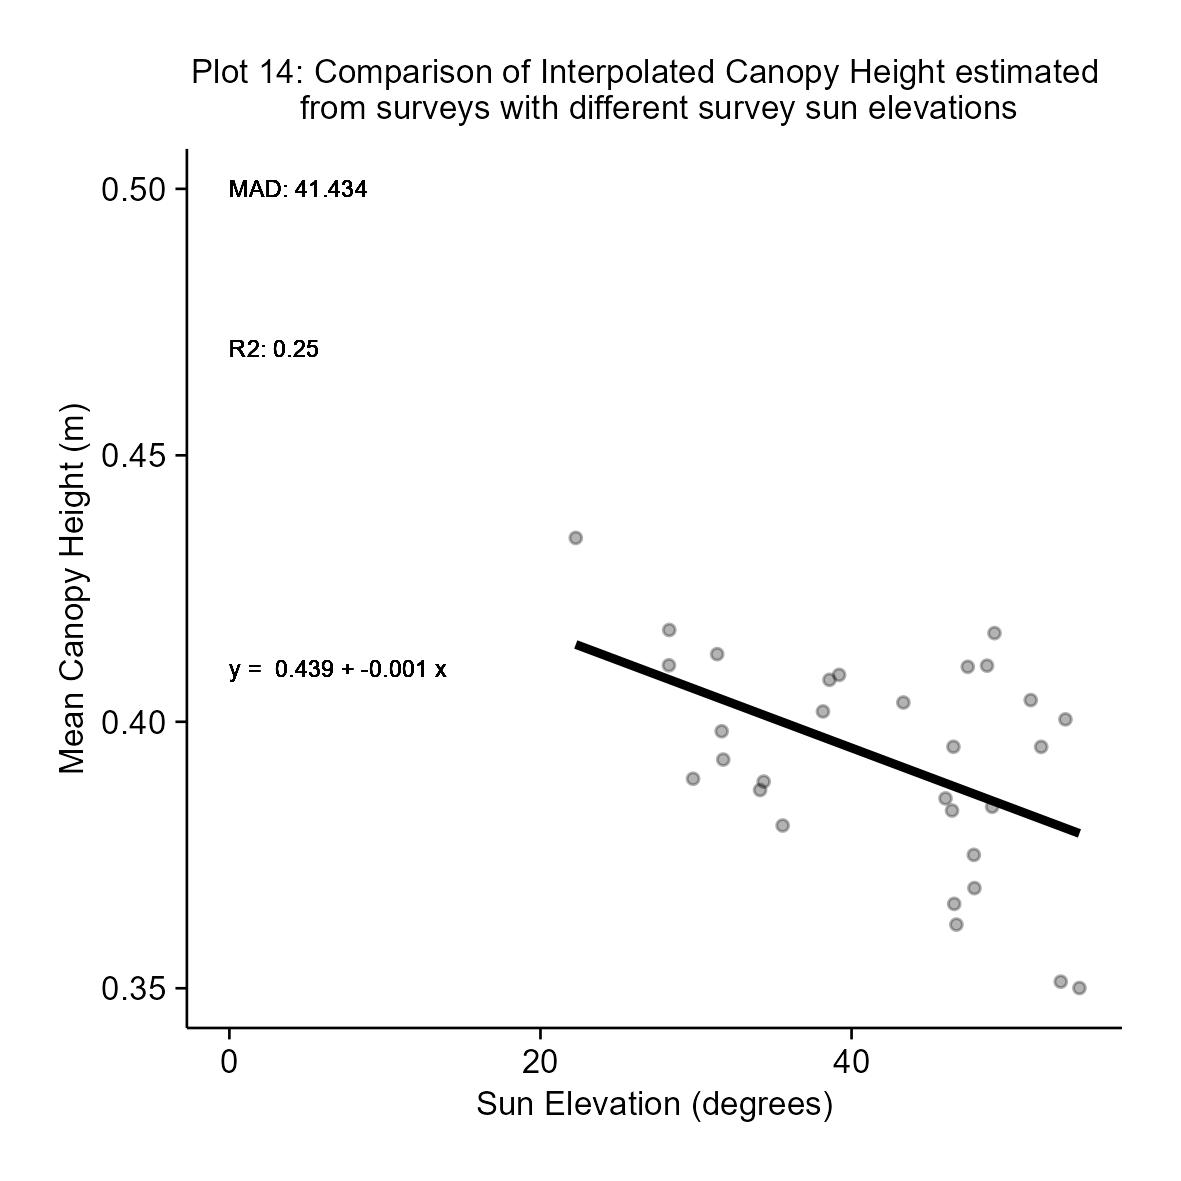 Plot 14: Comparison of Interpolated Canopy Height estimated
from surveys with different survey sun elevations
0.50
MAD: 41.434
R2: 0.25
0.45
y =  0.439 + -0.001 x
0.40
0.35
Mean Canopy Height (m)
0 20 40
Sun Elevation (degrees)